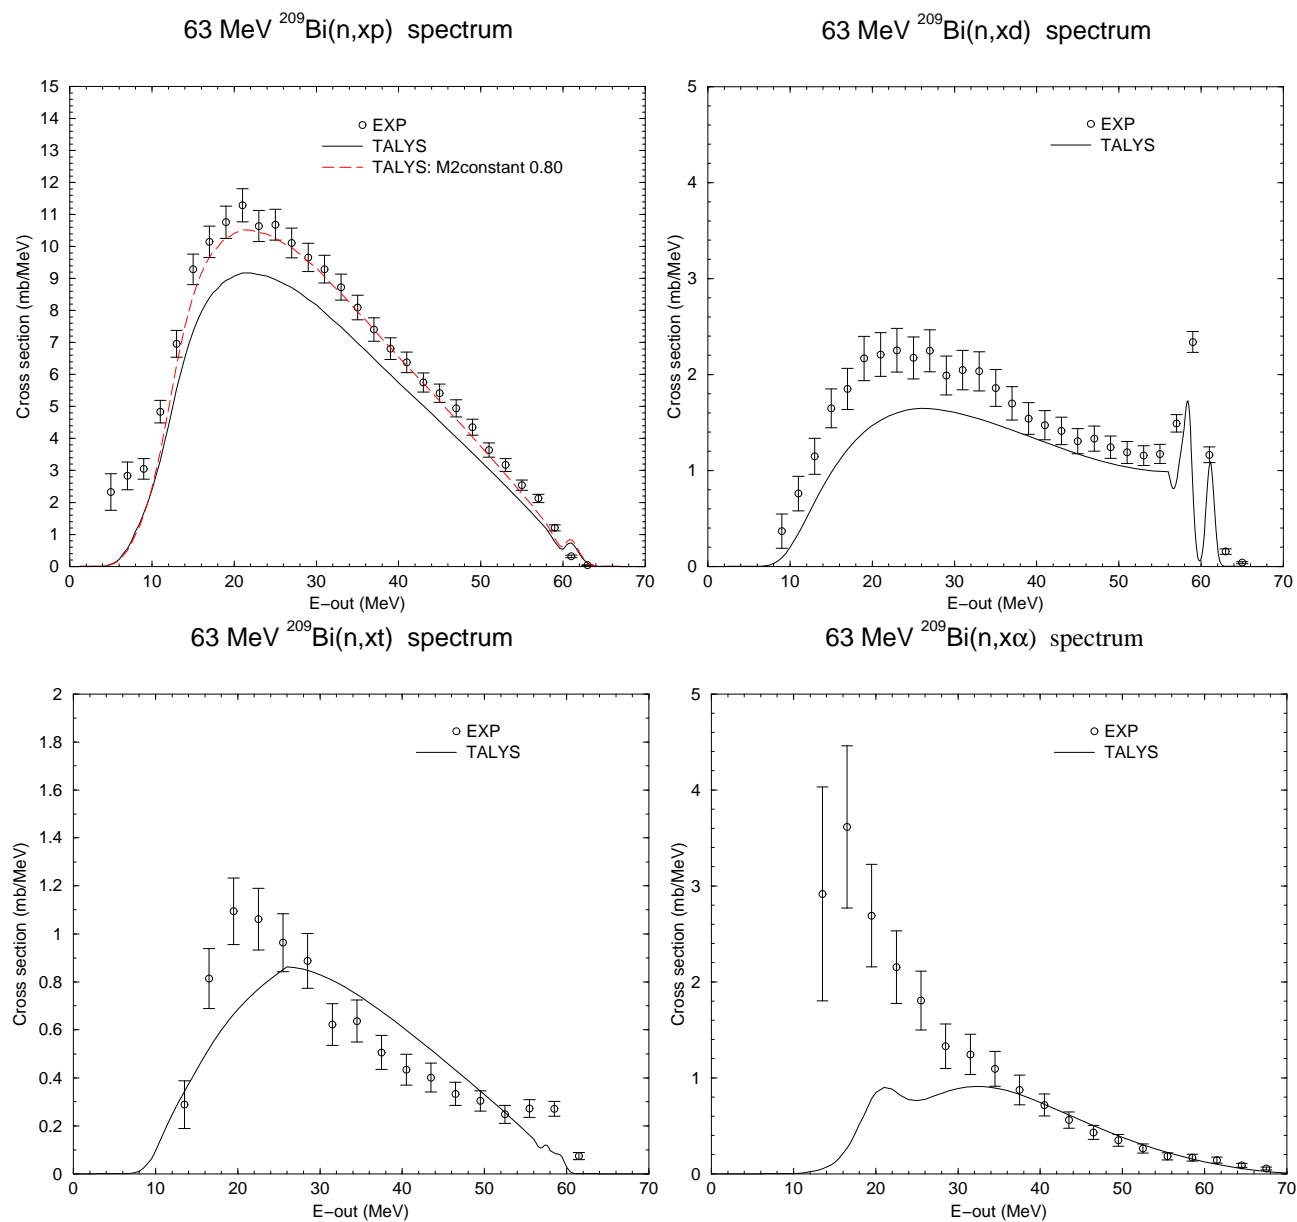 63 MeV ²⁰⁹Bi(n,xp) spectrum
15
14
13
12
11
10
9
8
7
6
5
4
3
2
1
0
Cross section (mb/MeV)
EXP
TALYS
TALYS: M2constant 0.80
0 10 20 30 40 50 60 70
E−out (MeV)
63 MeV ²⁰⁹Bi(n,xd) spectrum
5
4
3
2
1
0
Cross section (mb/MeV)
EXP
TALYS
0 10 20 30 40 50 60 70
E−out (MeV)
63 MeV ²⁰⁹Bi(n,xt) spectrum
2
1.8
1.6
1.4
1.2
1
0.8
0.6
0.4
0.2
0
Cross section (mb/MeV)
EXP
TALYS
0 10 20 30 40 50 60 70
E−out (MeV)
63 MeV ²⁰⁹Bi(n,xα) spectrum
5
4
3
2
1
0
Cross section (mb/MeV)
EXP
TALYS
0 10 20 30 40 50 60 70
E−out (MeV)